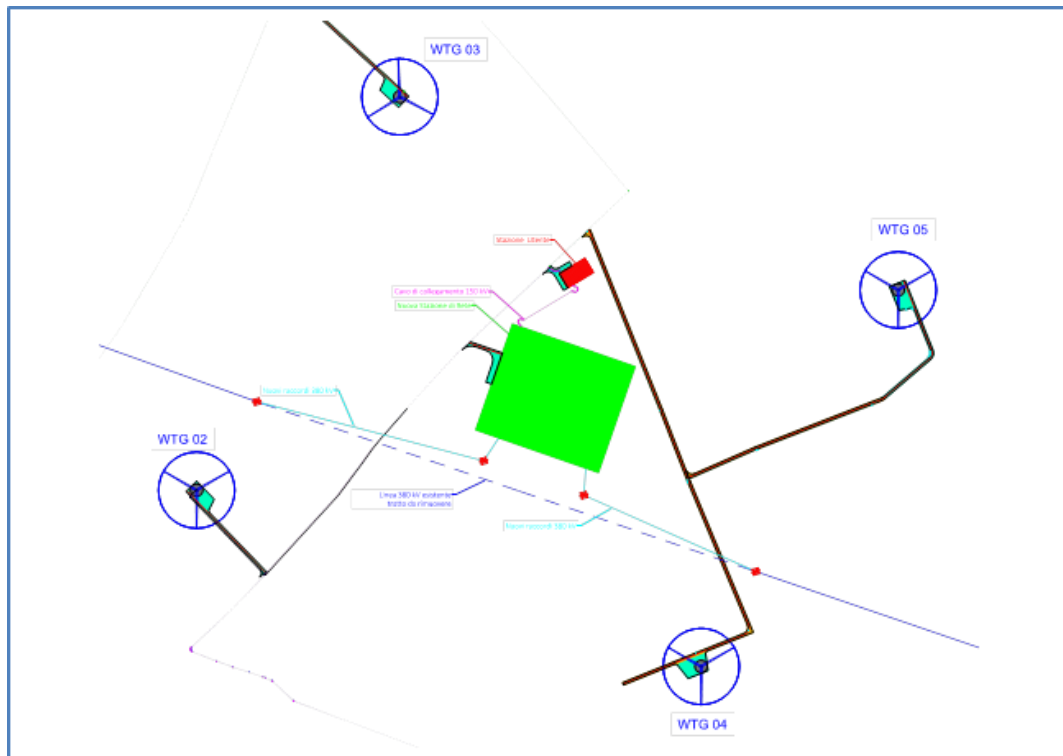 WTG 03
WTG 05
Stazione Utente
Cavo di collegamento 150 kV
Nuova Stazione di Rete
Nuovi raccordi 380 kV
WTG 02
Linea 380 kV esistente
tratto da rimuovere
Nuovi raccordi 380 kV
WTG 04